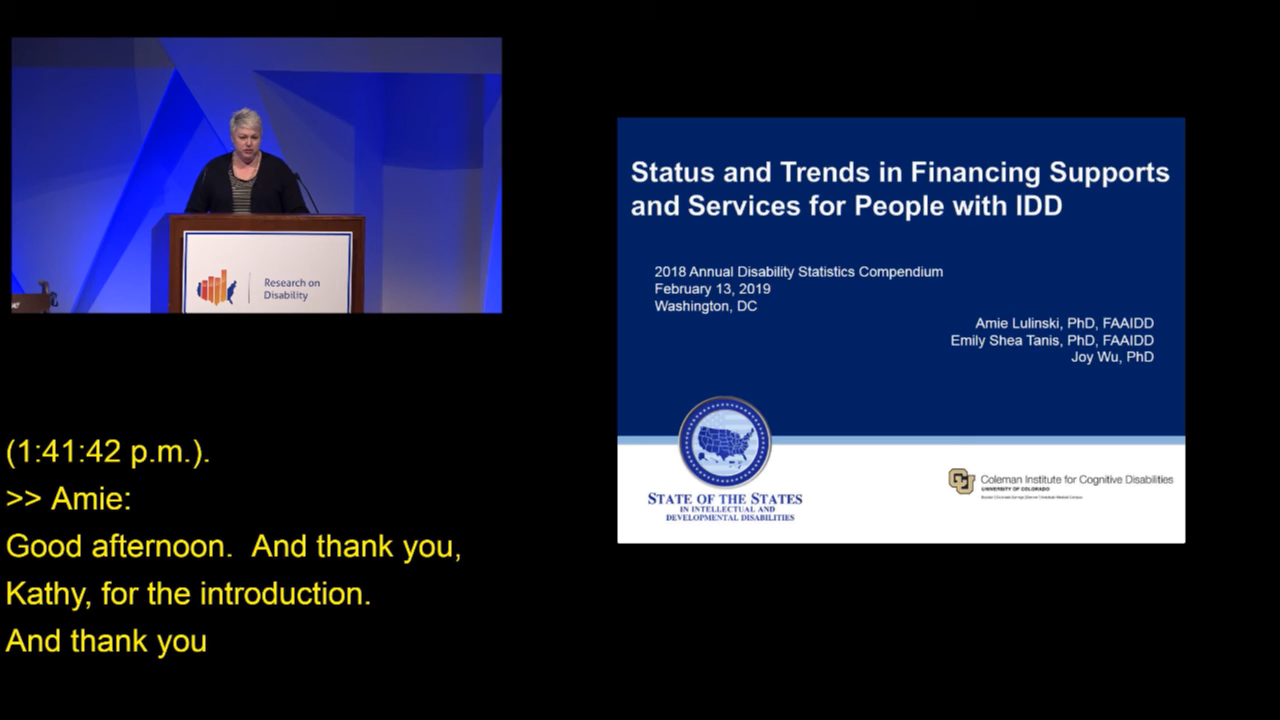 Research on
Disability
Status and Trends in Financing Supports
and Services for People with IDD
2018 Annual Disability Statistics Compendium
February 13, 2019
Washington, DC
Amie Lulinski, PhD, FAAIDD
Emily Shea Tanis, PhD, FAAIDD
Joy Wu, PhD
STATE OF THE STATES
IN INTELLECTUAL AND
DEVELOPMENTAL DISABILITIES
CU
Coleman Institute for Cognitive Disabilities
UNIVERSITY OF COLORADO
(1:41:42 p.m.).
>> Amie:
Good afternoon.  And thank you,
Kathy, for the introduction.
And thank you